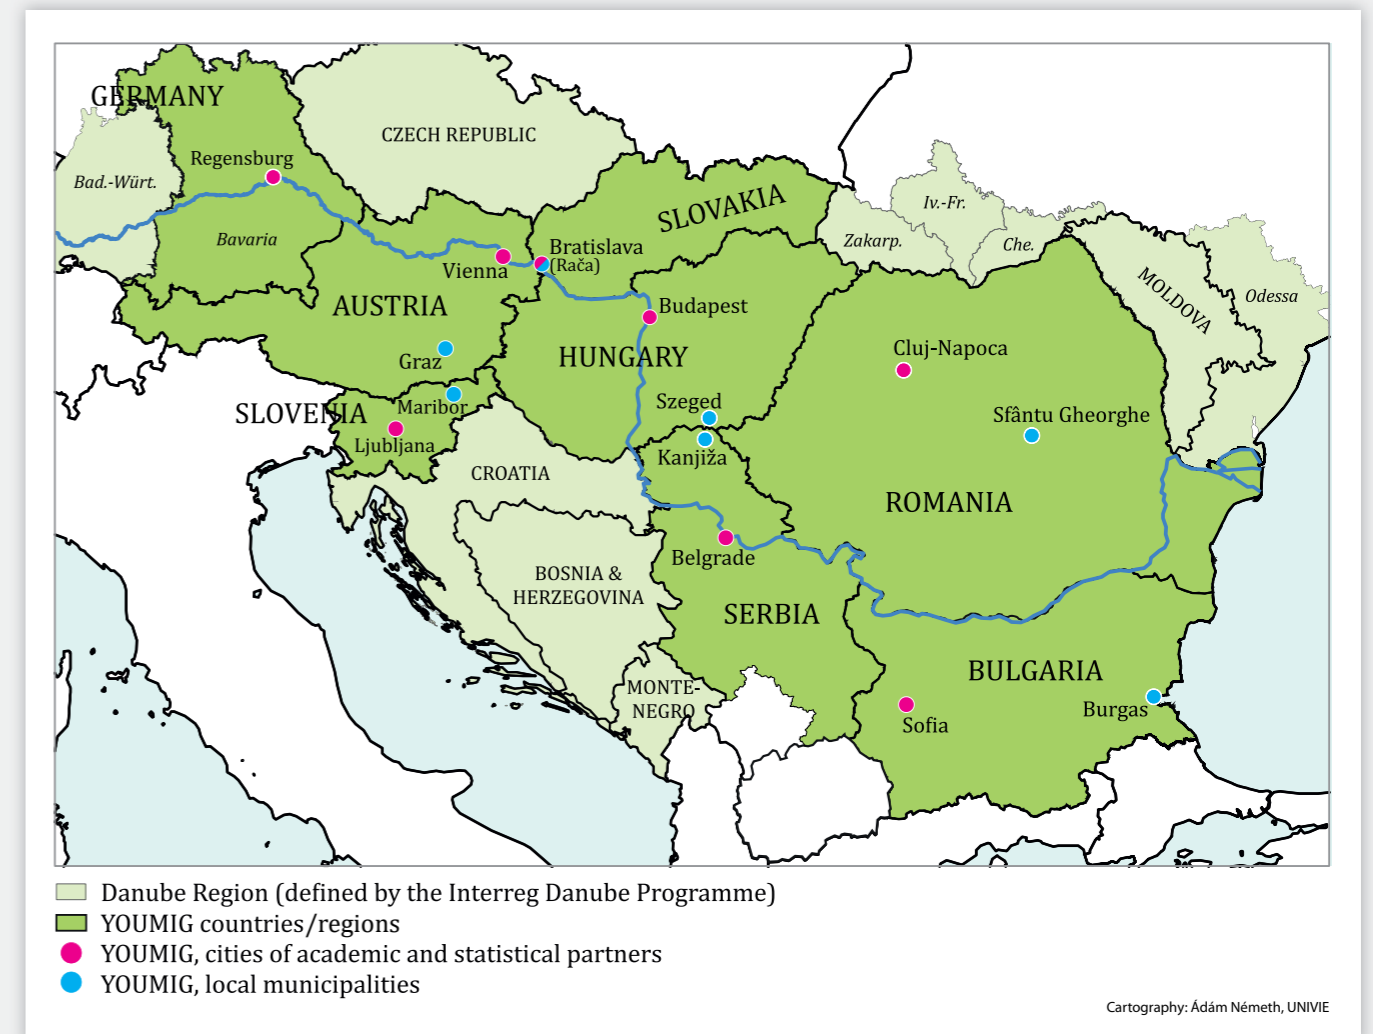 GERMANY
CZECH REPUBLIC
Regensburg
Bad.-Würt.
SLOVAKIA
Iv.-Fr.
Bavaria
Zakarp.
Che.
Bratislava
(Rača)
Vienna
MOLDOVA
Odessa
AUSTRIA
Budapest
Graz
HUNGARY
Cluj-Napoca
SLOVENIA
Maribor
Szeged
Sfântu Gheorghe
Ljubljana
Kanjiža
CROATIA
ROMANIA
Belgrade
BOSNIA &
HERZEGOVINA
SERBIA
BULGARIA
MONTE-
NEGRO
Burgas
Sofia
Danube Region (defined by the Interreg Danube Programme)
YOUMIG countries/regions
YOUMIG, cities of academic and statistical partners
YOUMIG, local municipalities
Cartography: Ádám Németh, UNIVIE